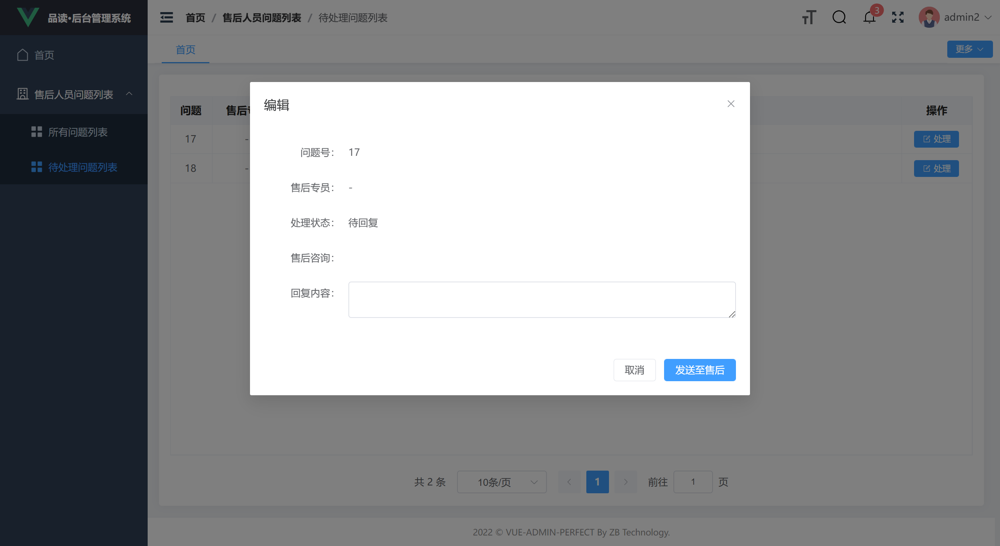 品读•后台管理系统
首页 / 售后人员问题列表 / 待处理问题列表
3
admin2
首页
更多
首页
售后人员问题列表
所有问题列表
待处理问题列表
问题 售后 操作
17 - 处理
18 - 处理
编辑
问题号： 17
售后专员： -
处理状态： 待回复
售后咨询：
回复内容：
取消 发送至售后
共 2 条 10条/页 1 前往 1 页
2022 © VUE-ADMIN-PERFECT By ZB Technology.